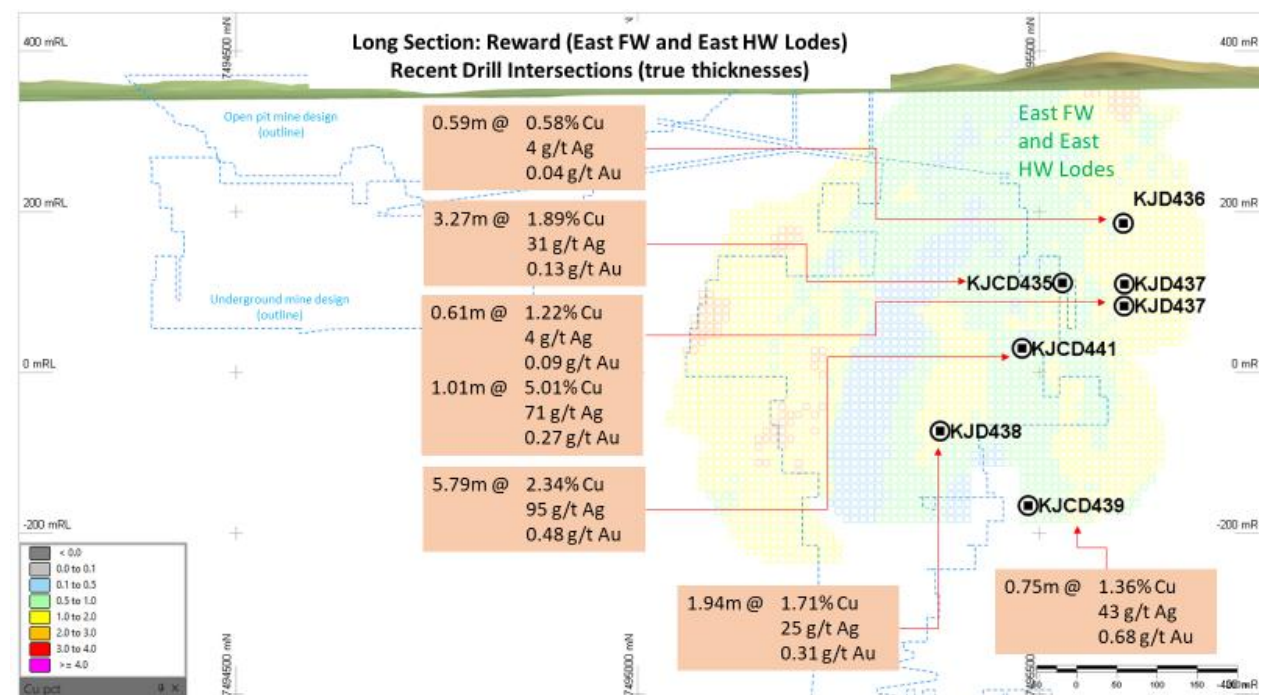 Long Section: Reward (East FW and East HW Lodes)
Recent Drill Intersections (true thicknesses)
400 mRL
400 mR
7494500 mN
95500 mN
Open pit mine design
(outline)
East FW
and East
HW Lodes
0.59m @ 0.58% Cu
4 g/t Ag
0.04 g/t Au
200 mRL
200 mR
KJD436
3.27m @ 1.89% Cu
31 g/t Ag
0.13 g/t Au
KJCD435
KJD437
KJD437
Underground mine design
(outline)
0.61m @ 1.22% Cu
4 g/t Ag
0.09 g/t Au
1.01m @ 5.01% Cu
71 g/t Ag
0.27 g/t Au
KJCD441
0 mRL
0 mR
KJD438
5.79m @ 2.34% Cu
95 g/t Ag
0.48 g/t Au
KJCD439
-200 mRL
-200 mR
< 0.0
0.0 to 0.1
0.1 to 0.5
0.5 to 1.0
1.0 to 2.0
2.0 to 3.0
3.0 to 4.0
>= 4.0
Cu pct
1.94m @ 1.71% Cu
25 g/t Ag
0.31 g/t Au
0.75m @ 1.36% Cu
43 g/t Ag
0.68 g/t Au
7494500 mN
7495000 mN
0 50 100 150